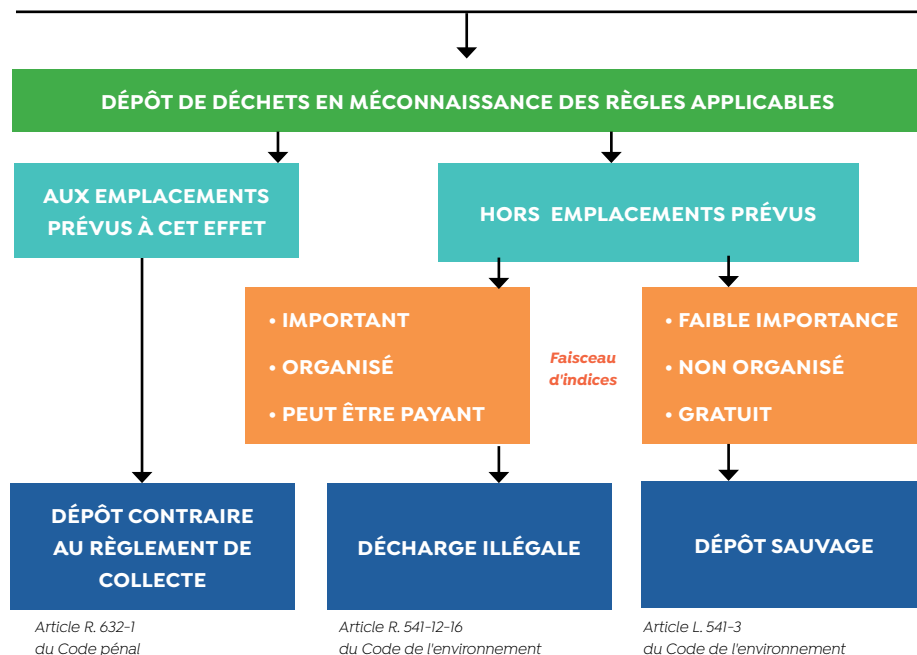 DÉPÔT DE DÉCHETS EN MÉCONNAISSANCE DES RÈGLES APPLICABLES
AUX EMPLACEMENTS
PRÉVUS À CET EFFET
HORS EMPLACEMENTS PRÉVUS
• IMPORTANT
• ORGANISÉ
• PEUT ÊTRE PAYANT
Faisceau
d'indices
• FAIBLE IMPORTANCE
• NON ORGANISÉ
• GRATUIT
DÉPÔT CONTRAIRE
AU RÈGLEMENT DE
COLLECTE
DÉCHARGE ILLÉGALE
DÉPÔT SAUVAGE
Article R. 632-1
du Code pénal
Article R. 541-12-16
du Code de l'environnement
Article L. 541-3
du Code de l'environnement